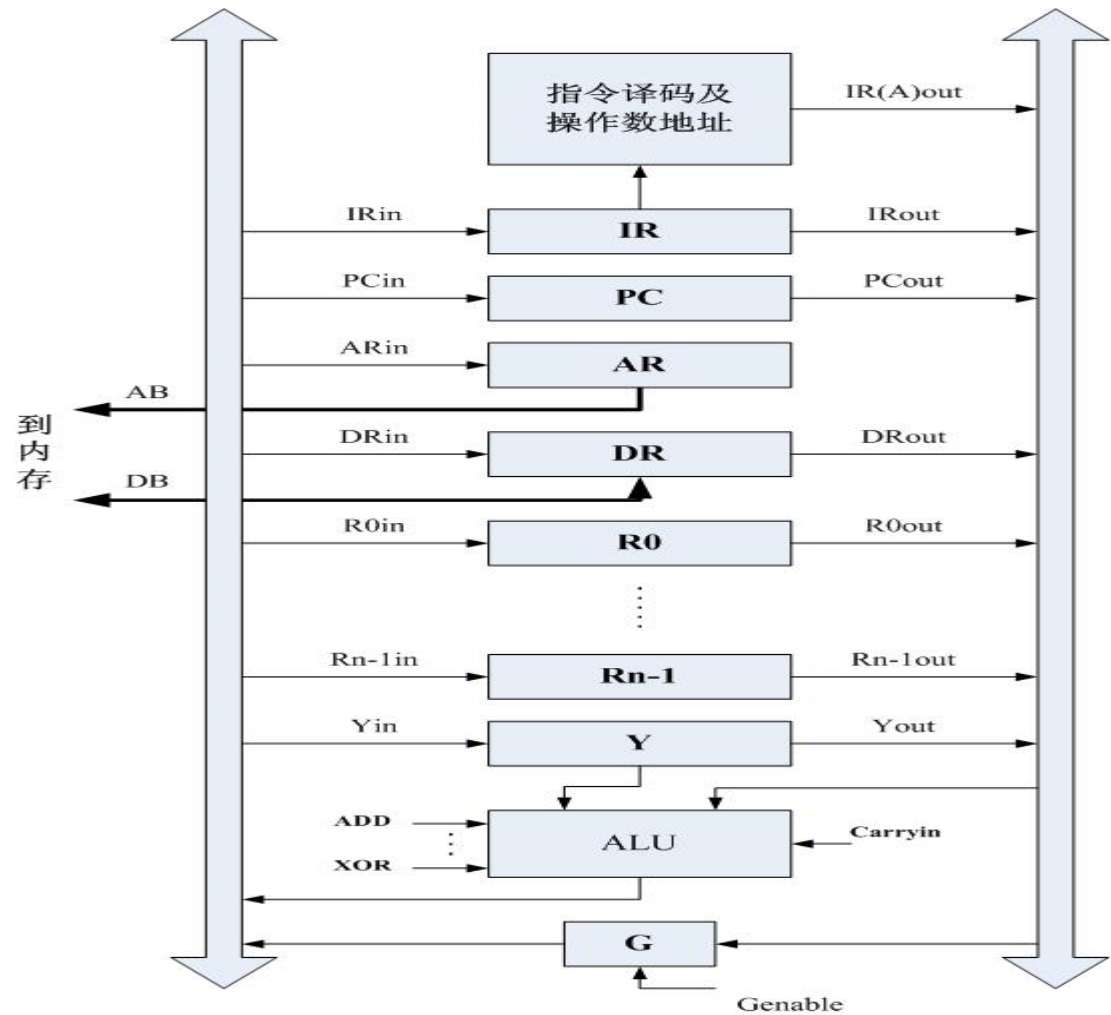 指令译码及
操作数地址
IR(A)out
IRin
IR
IRout
PCin
PC
PCout
ARin
AR
AB
到
内
存
DRin
DR
DRout
DB
R0in
R0
R0out
......
Rn-1in
Rn-1
Rn-1out
Yin
Y
Yout
ADD
...
XOR
ALU
Carryin
G
Genable